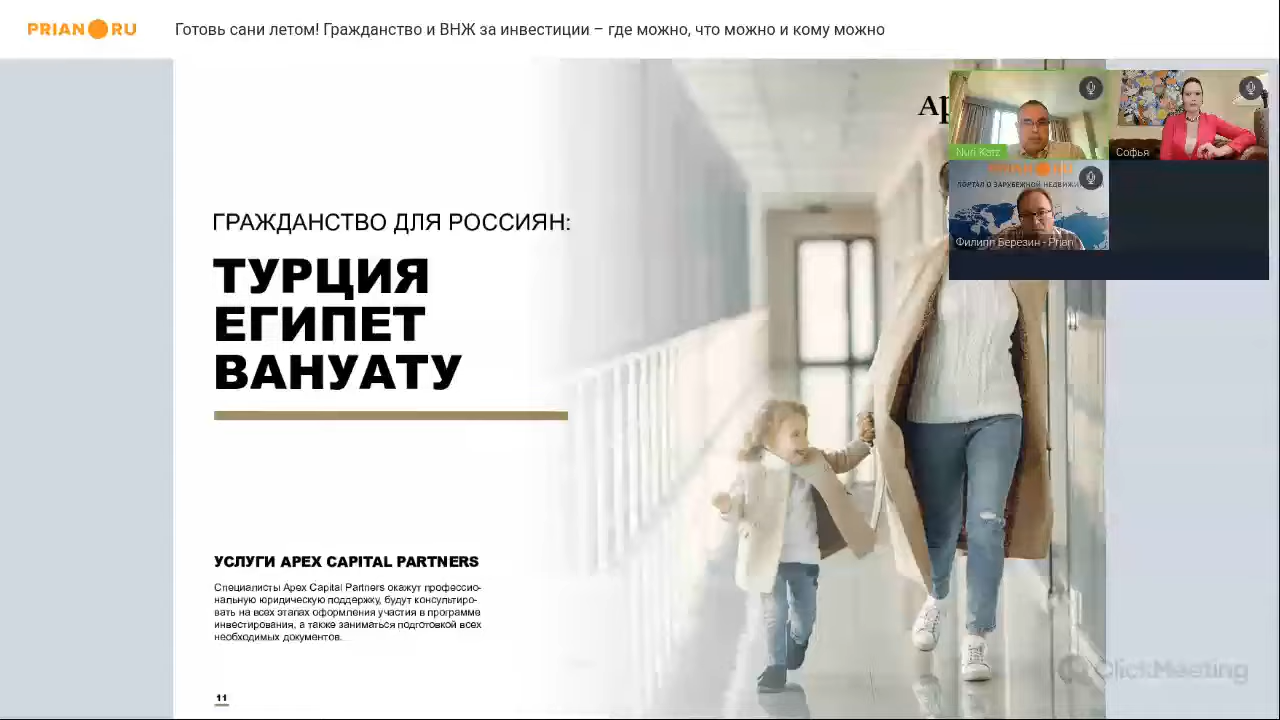 PRIAN RU
Готовь сани летом! Гражданство и ВНЖ за инвестиции – где можно, что можно и кому можно
Ap
Nuri Katz
Софья
PRIAN RU
Филипп Березин - Prian
ГРАЖДАНСТВО ДЛЯ РОССИЯН:
ТУРЦИЯ
ЕГИПЕТ
ВАНУАТУ
УСЛУГИ APEX CAPITAL PARTNERS
Специалисты Apex Capital Partners окажут профессио-
нальную юридическую поддержку, будут консультиро-
вать на всех этапах оформления участия в программе
инвестирования, а также заниматься подготовкой всех
необходимых документов.
11
ClickMeeting